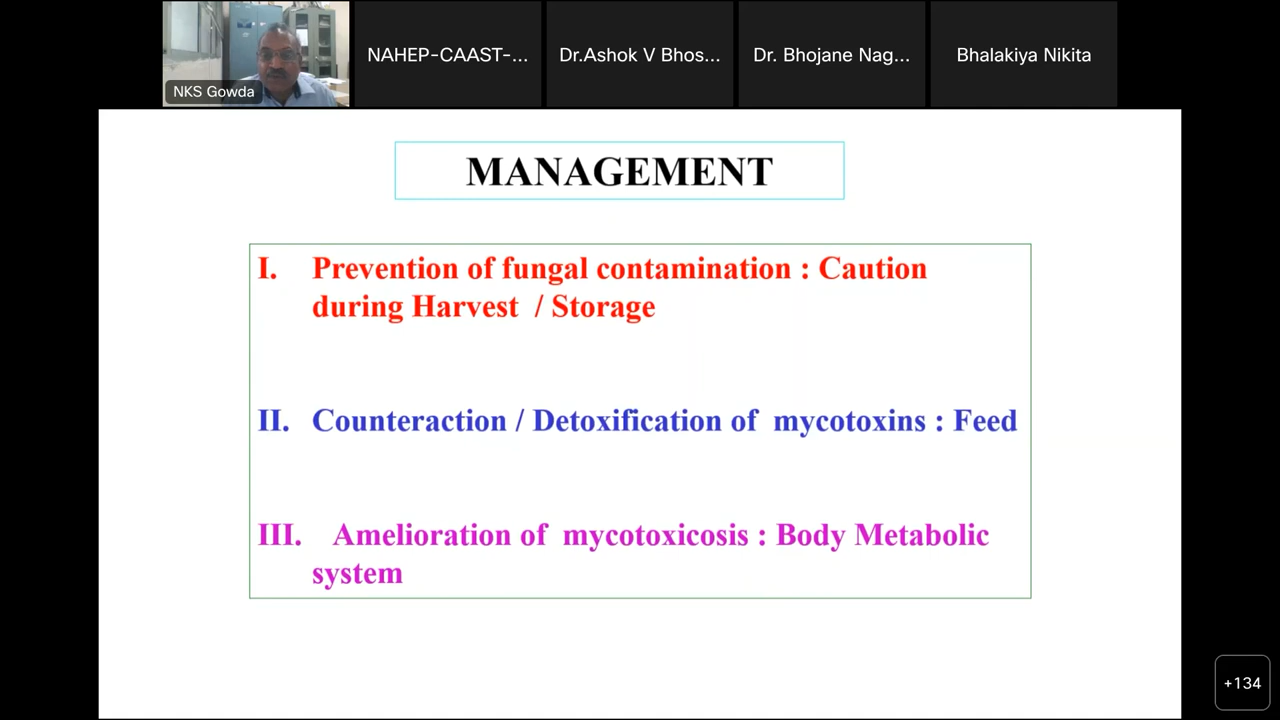 NKS Gowda
NAHEP-CAAST-...
Dr.Ashok V Bhos...
Dr. Bhojane Nag...
Bhalakiya Nikita
MANAGEMENT
I. Prevention of fungal contamination : Caution
during Harvest / Storage
II. Counteraction / Detoxification of mycotoxins : Feed
III. Amelioration of mycotoxicosis : Body Metabolic
system
+134